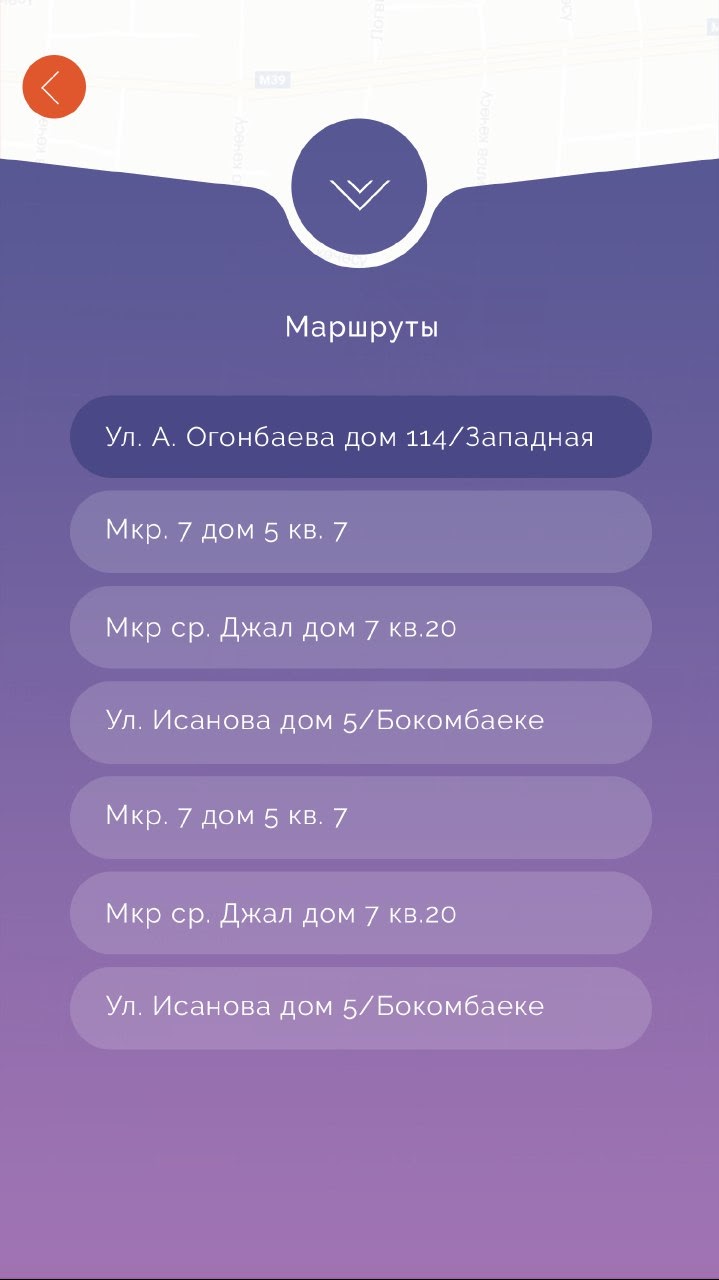 М39
Маршруты
Ул. А. Огонбаева дом 114/Западная
Мкр. 7 дом 5 кв. 7
Мкр ср. Джал дом 7 кв.20
Ул. Исанова дом 5/Бокомбаеке
Мкр. 7 дом 5 кв. 7
Мкр ср. Джал дом 7 кв.20
Ул. Исанова дом 5/Бокомбаеке